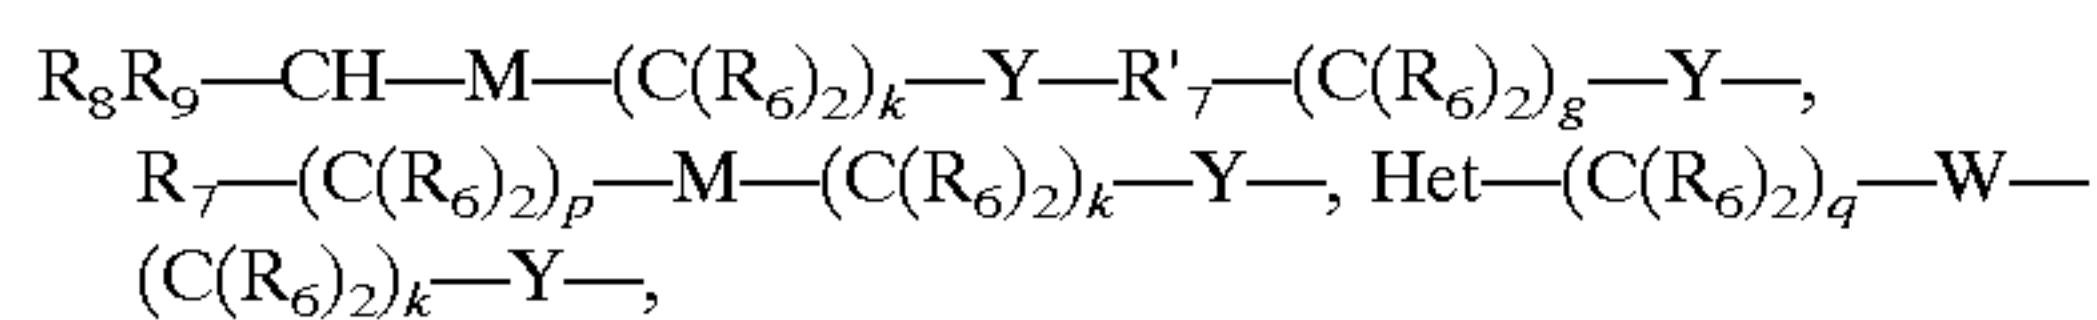 R₈R₉—CH—M—(C(R₆)₂)ₖ—Y—R'₇—(C(R₆)₂)g—Y—,
R₇—(C(R₆)₂)ₚ—M—(C(R₆)₂)ₖ—Y—, Het—(C(R₆)₂)q—W—
(C(R₆)₂)ₖ—Y—,